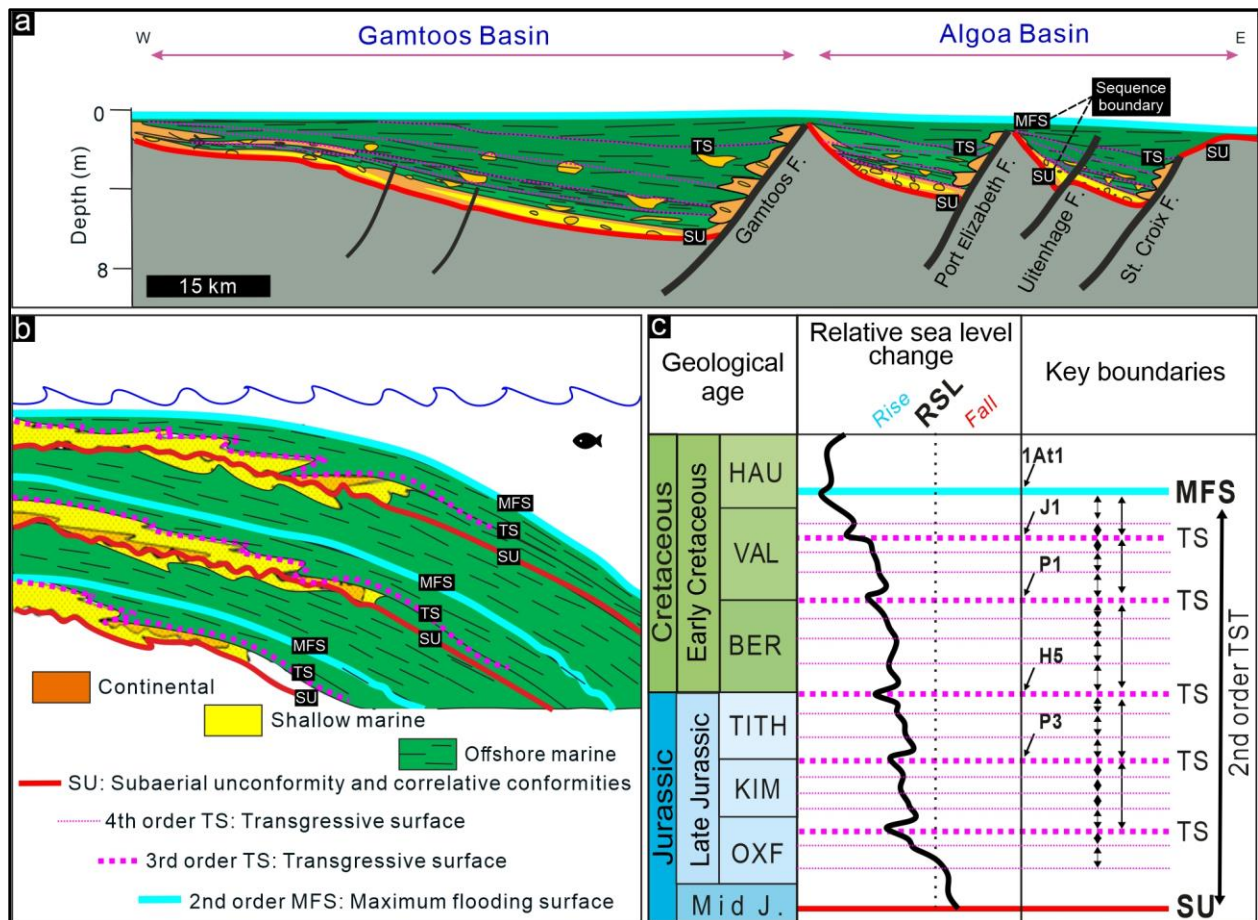 a
W
Gamtoos Basin
Algoa Basin
E
Sequence
boundary
0
8
Depth (m)
MFS
TS
TS
TS
SU
SU
SU
SU
Gamtoos F.
Port Elizabeth F.
Uitenhage F.
St. Croix F.
15 km
b
MFS
TS
SU
MFS
TS
SU
MFS
TS
SU
Continental
Shallow marine
Offshore marine
SU: Subaerial unconformity and correlative conformities
4th order TS: Transgressive surface
3rd order TS: Transgressive surface
2nd order MFS: Maximum flooding surface
c
Geological
age
Relative sea level
change
Rise
RSL
Fall
Key boundaries
Cretaceous
Early Cretaceous
HAU
VAL
BER
Jurassic
Late Jurassic
TITH
KIM
OXF
Mid J.
1At1
J1
P1
H5
P3
MFS
TS
TS
TS
TS
TS
SU
2nd order TST